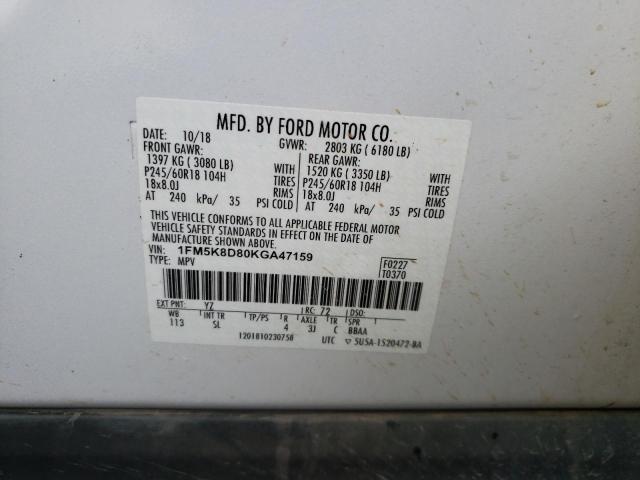 MFD. BY FORD MOTOR CO.
DATE: 10/18 GVWR: 2803 KG ( 6180 LB)
FRONT GAWR: REAR GAWR:
1397 KG ( 3080 LB) WITH 1520 KG ( 3350 LB) WITH
P245/60R18 104H TIRES P245/60R18 104H TIRES
18x8.0J RIMS 18x8.0J RIMS
AT 240 kPa/ 35 PSI COLD AT 240 kPa/ 35 PSI COLD
THIS VEHICLE CONFORMS TO ALL APPLICABLE FEDERAL MOTOR
VEHICLE SAFETY STANDARDS IN EFFECT ON THE DATE OF
MANUFACTURE SHOWN ABOVE.
VIN: 1FM5K8D80KGA47159 F0227
TYPE: MPV T0370
EXT PNT: YZ RC: 72 DSO:
WB INT TR TP/PS R AXLE TR SPR
113 SL 4 3J C BBAA
1201810230758 UTC ▽ 5U5A-1520472-BA